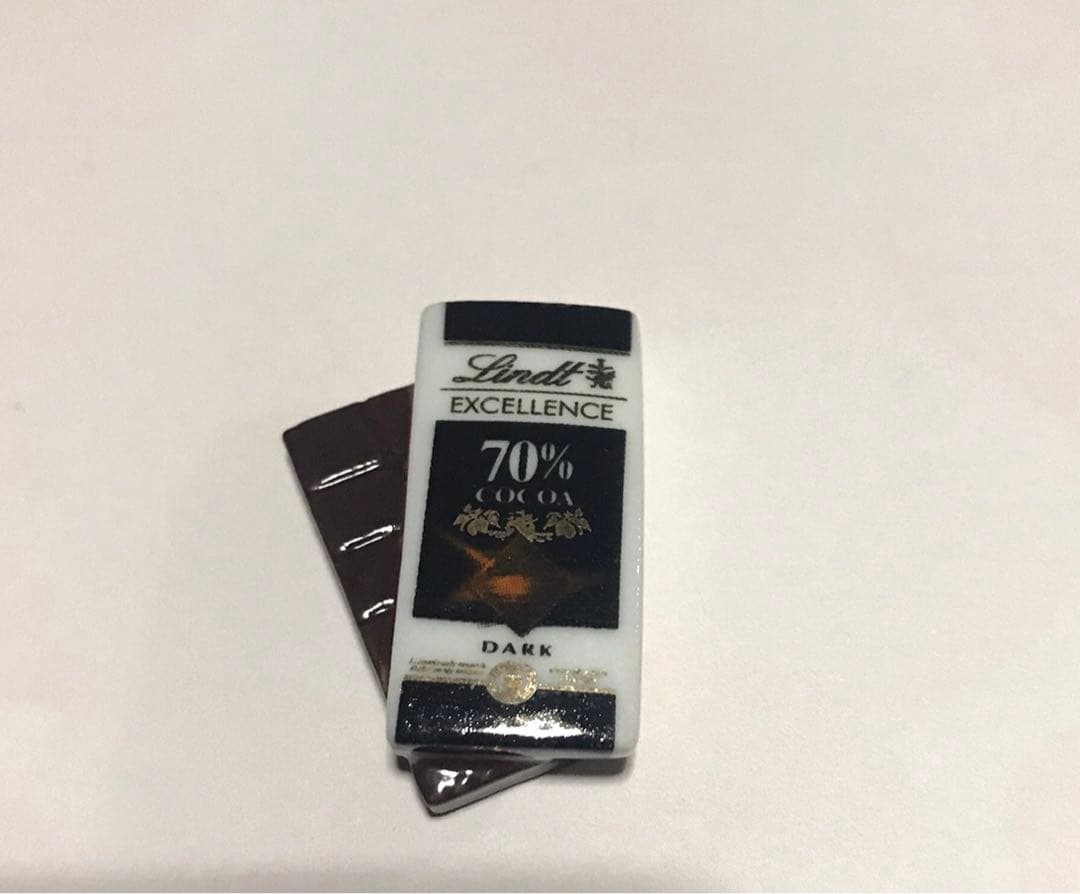 Lindt
EXCELLENCE
70%
COCOA
DARK